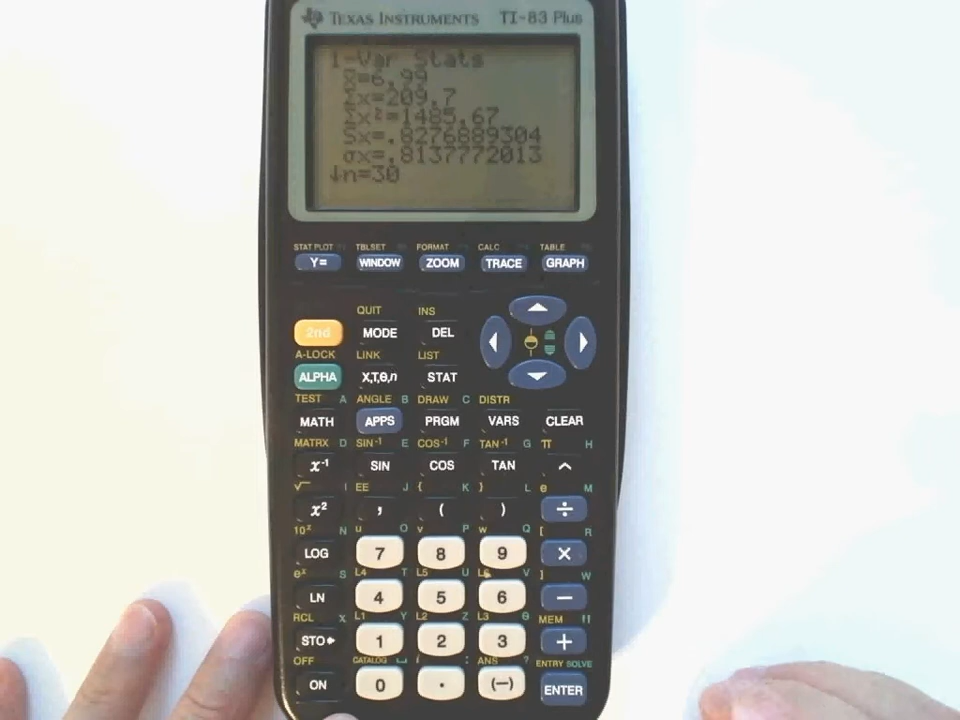 TEXAS INSTRUMENTS TI-83 Plus
1-Var Stats
x̄=6.99
Σx=209.7
Σx²=1485.67
Sx=.8276889304
σx=.8137772013
↓n=30
STAT PLOT TBLSET FORMAT CALC TABLE
Y= WINDOW ZOOM TRACE GRAPH
QUIT INS
2nd MODE DEL
A-LOCK LINK LIST
ALPHA X,T,θ,n STAT
TEST A ANGLE B DRAW C DISTR
MATH APPS PRGM VARS CLEAR
MATRX D SIN⁻¹ E COS⁻¹ F TAN⁻¹ G π H
x⁻¹ SIN COS TAN ^
√ I EE J { K } L e M
x² , ( ) ÷
10ˣ N u O v P w Q [ R
LOG 7 8 9 ×
eˣ S L4 T L5 U L6 V ] W
LN 4 5 6 −
RCL X L1 Y L2 Z L3 θ MEM "
STO► 1 2 3 +
OFF CATALOG ⎵ i : ANS ? ENTRY SOLVE
ON 0 . (−) ENTER